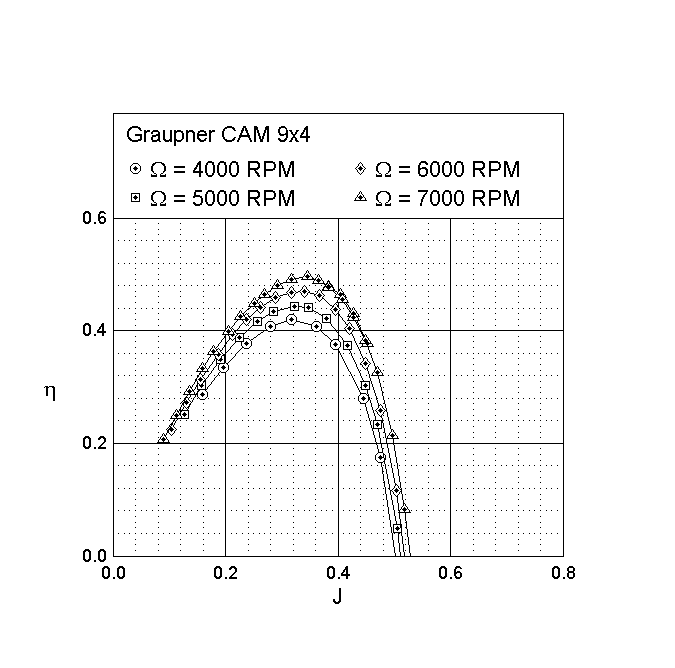 Graupner CAM 9x4
Ω = 4000 RPM
Ω = 6000 RPM
Ω = 5000 RPM
Ω = 7000 RPM
0.6
0.4
η
0.2
0.0
0.0 0.2 0.4 0.6 0.8
J